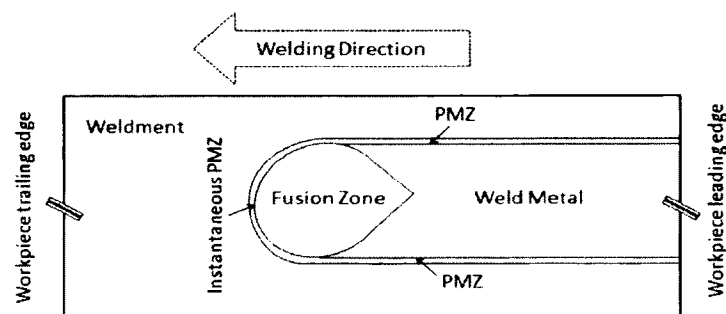 Welding Direction
Workpiece trailing edge
Weldment
Instantaneous PMZ
PMZ
Fusion Zone
Weld Metal
PMZ
Workpiece leading edge